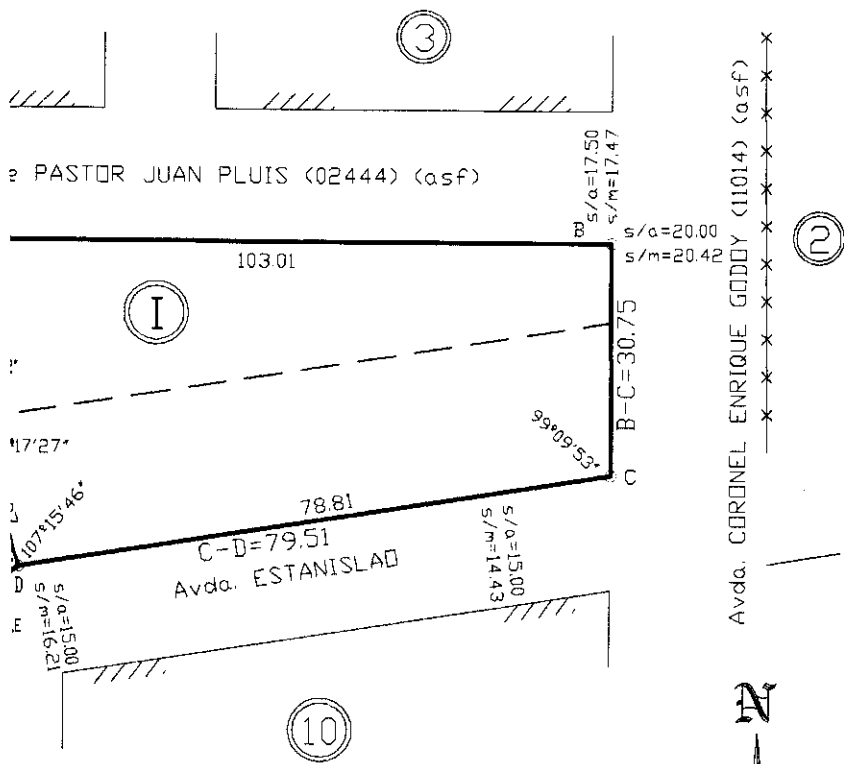 3
PASTOR JUAN PLUIS (02444) (asf)
s/a=17.50
s/m=17.47
B
s/a=20.00
s/m=20.42
103.01
I
2
Avda. CORONEL ENRIQUE GODOY (11014) (asf)
B-C=30.75
°17'27"
99°09'53"
C
107°15'46"
78.81
C-D=79.51
Avda. ESTANISLAO
D
E
s/a=15.00
s/m=14.43
s/a=15.00
s/m=16.21
10
N